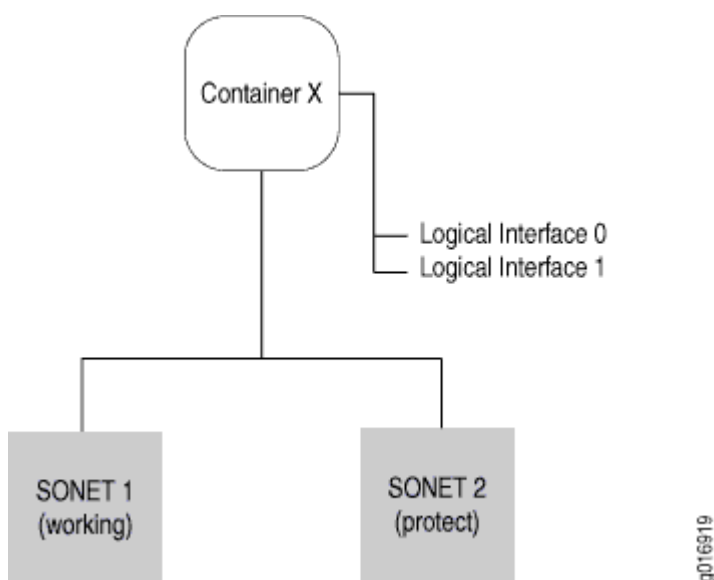 Container X
Logical Interface 0
Logical Interface 1
SONET 1
(working)
SONET 2
(protect)
g016919